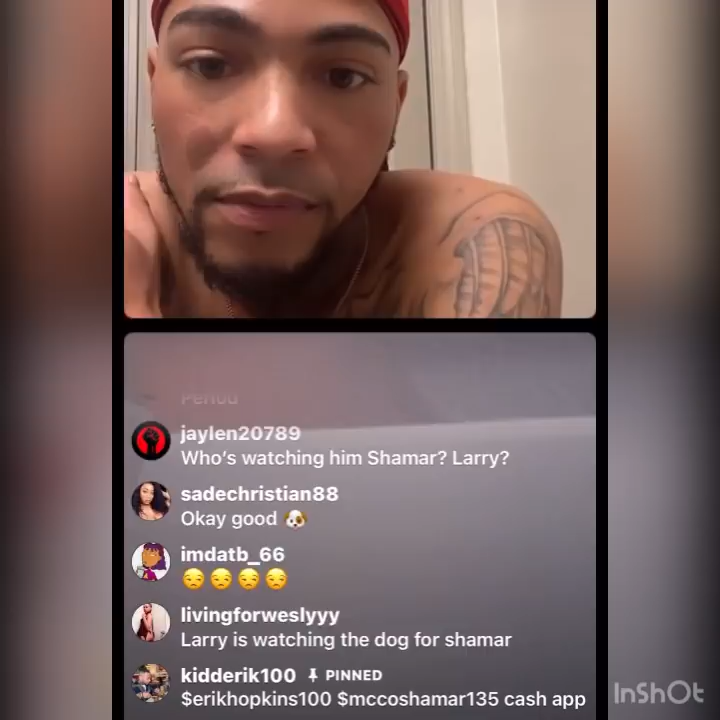 Period
jaylen20789
Who's watching him Shamar? Larry?
sadechristian88
Okay good 🐶
imdatb_66
😒😒😒😒
livingforweslyyy
Larry is watching the dog for shamar
kidderik100 📌 PINNED
$erikhopkins100 $mccoshamar135 cash app
InShOt